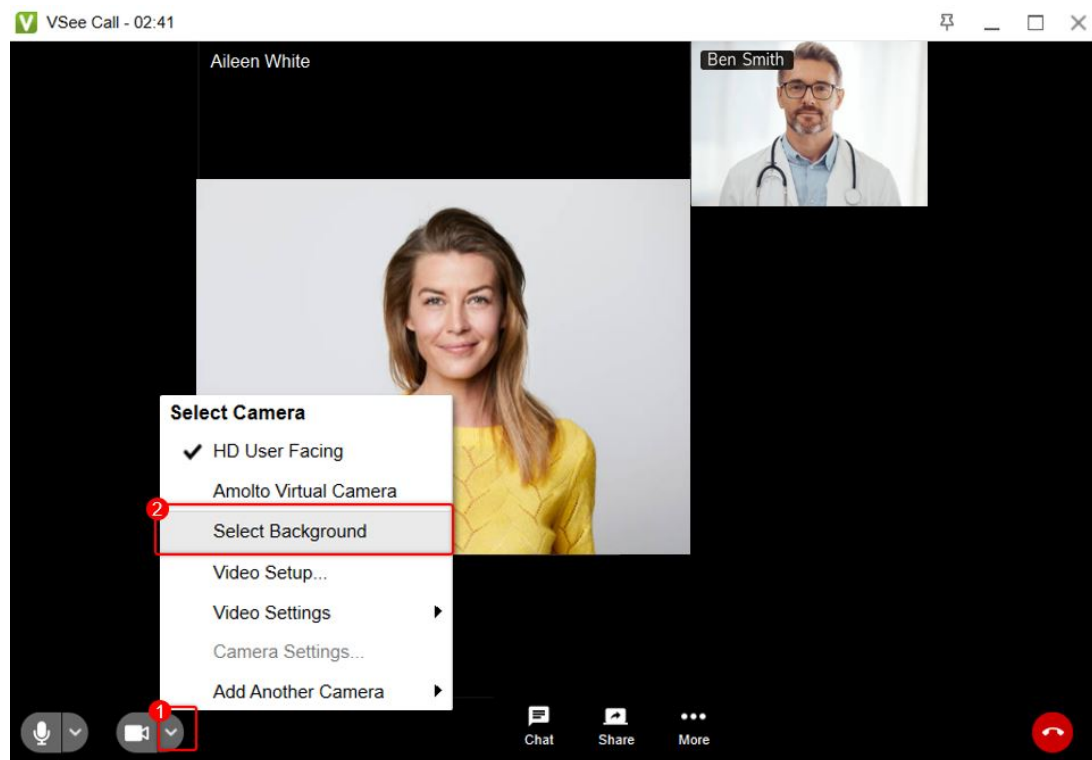 VSee Call - 02:41
Aileen White
Ben Smith
Select Camera
HD User Facing
Amolto Virtual Camera
2
Select Background
Video Setup...
Video Settings
Camera Settings...
Add Another Camera
1
Chat
Share
More